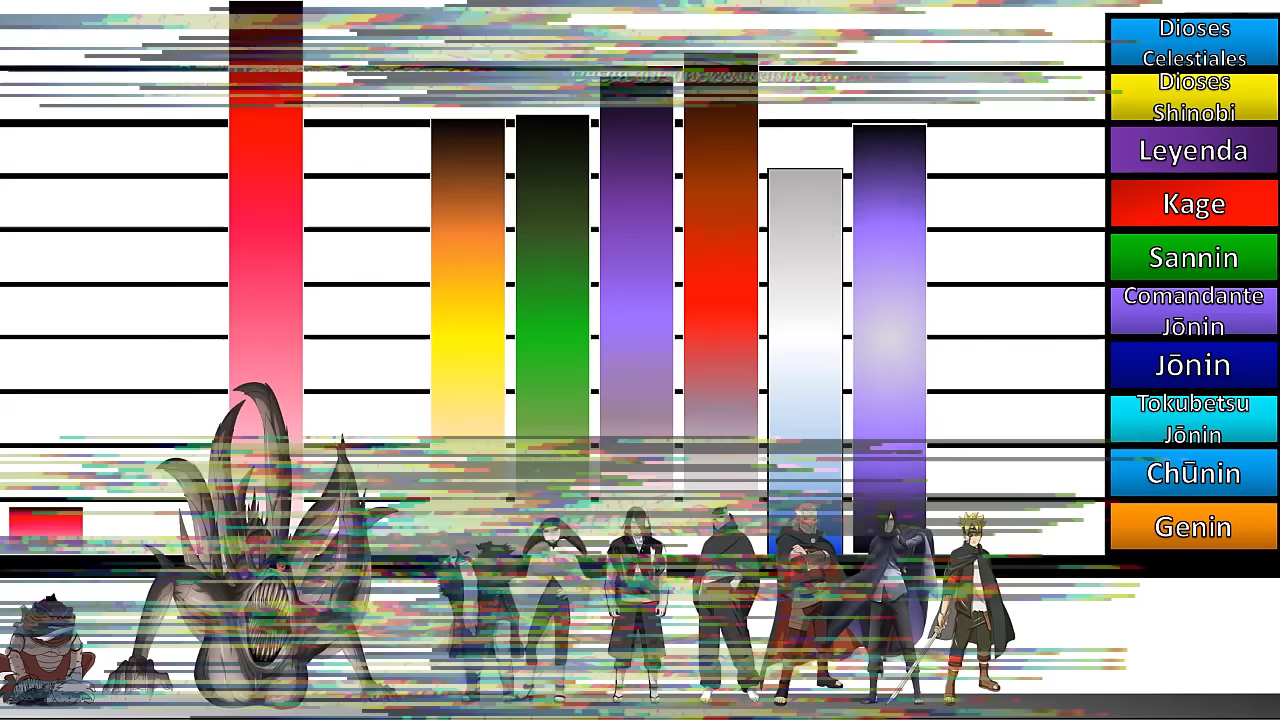 Dioses
Celestiales
Dioses
Shinobi
Leyenda
Kage
Sannin
Comandante
Jōnin
Jōnin
Tokubetsu
Jōnin
Chūnin
Genin